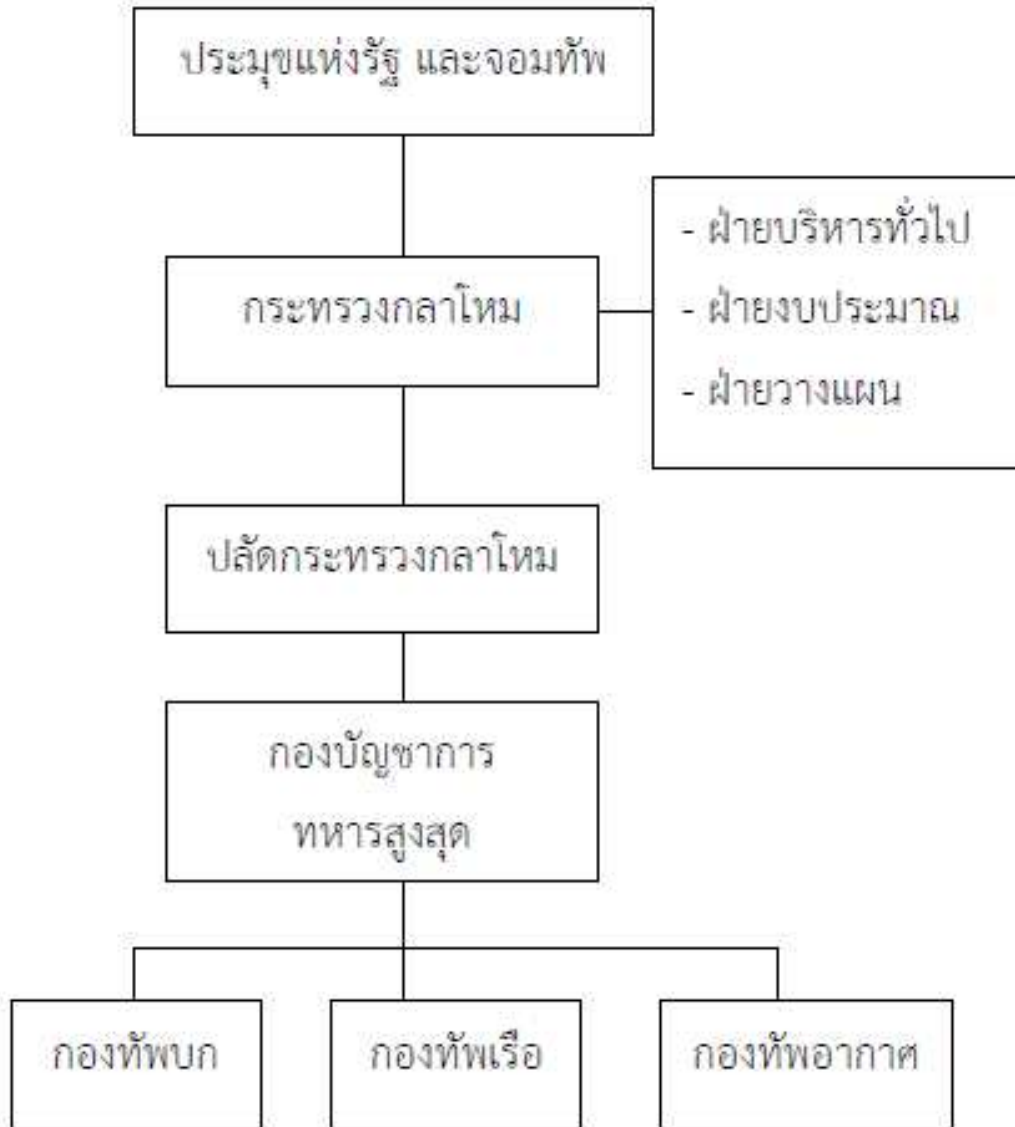 ประมุขแห่งรัฐ และจอมทัพ
- ฝ่ายบริหารทั่วไป
กระทรวงกลาโหม
- ฝ่ายงบประมาณ
- ฝ่ายวางแผน
ปลัดกระทรวงกลาโหม
กองบัญชาการ
ทหารสูงสุด
กองทัพบก
กองทัพเรือ
กองทัพอากาศ